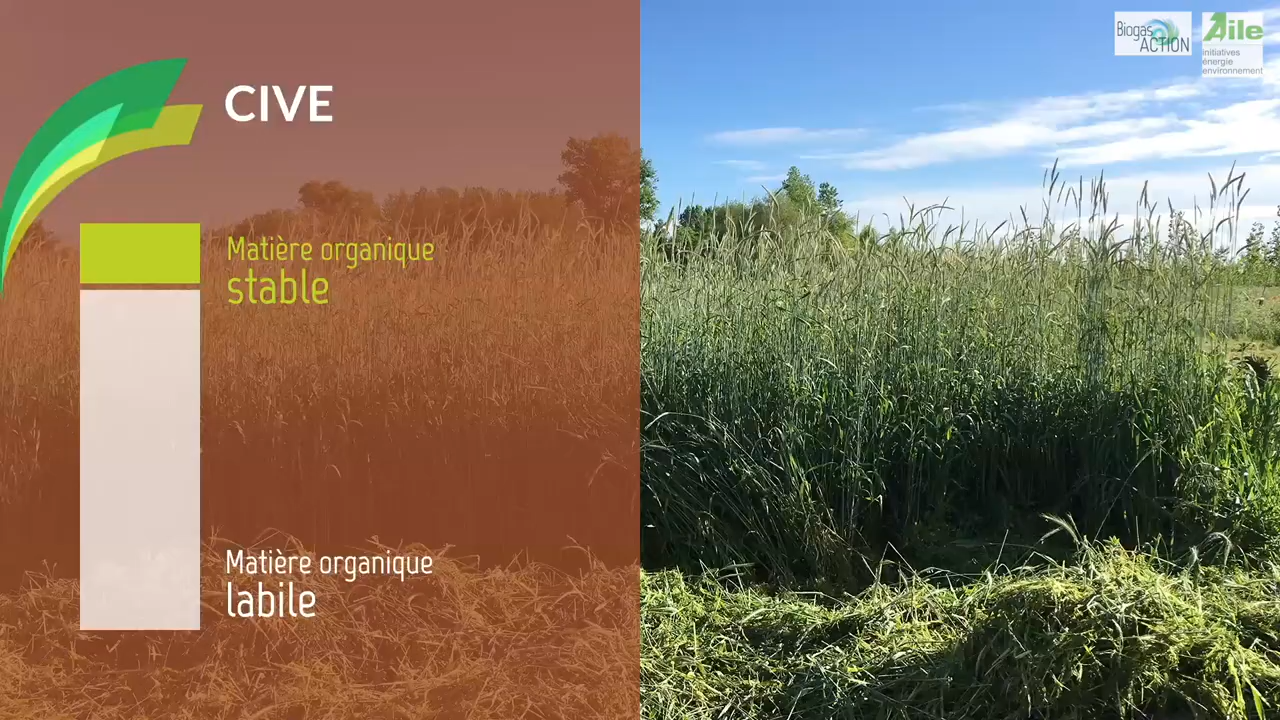 CIVE
Matière organique
stable
Matière organique
labile
Biogas
ACTION
Aile
initiatives
énergie
environnement